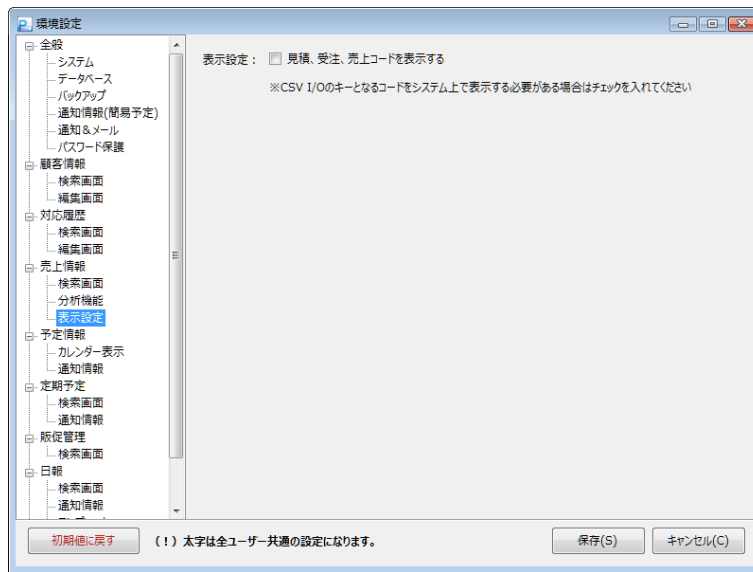 環境設定
全般
システム
データベース
バックアップ
通知情報(簡易予定)
通知&メール
パスワード保護
顧客情報
検索画面
編集画面
対応履歴
検索画面
編集画面
売上情報
検索画面
分析機能
表示設定
予定情報
カレンダー表示
通知情報
定期予定
検索画面
通知情報
販促管理
検索画面
日報
検索画面
通知情報
表示設定： 見積、受注、売上コードを表示する
※CSV I/Oのキーとなるコードをシステム上で表示する必要がある場合はチェックを入れてください
初期値に戻す (！)太字は全ユーザー共通の設定になります。 保存(S) キャンセル(C)